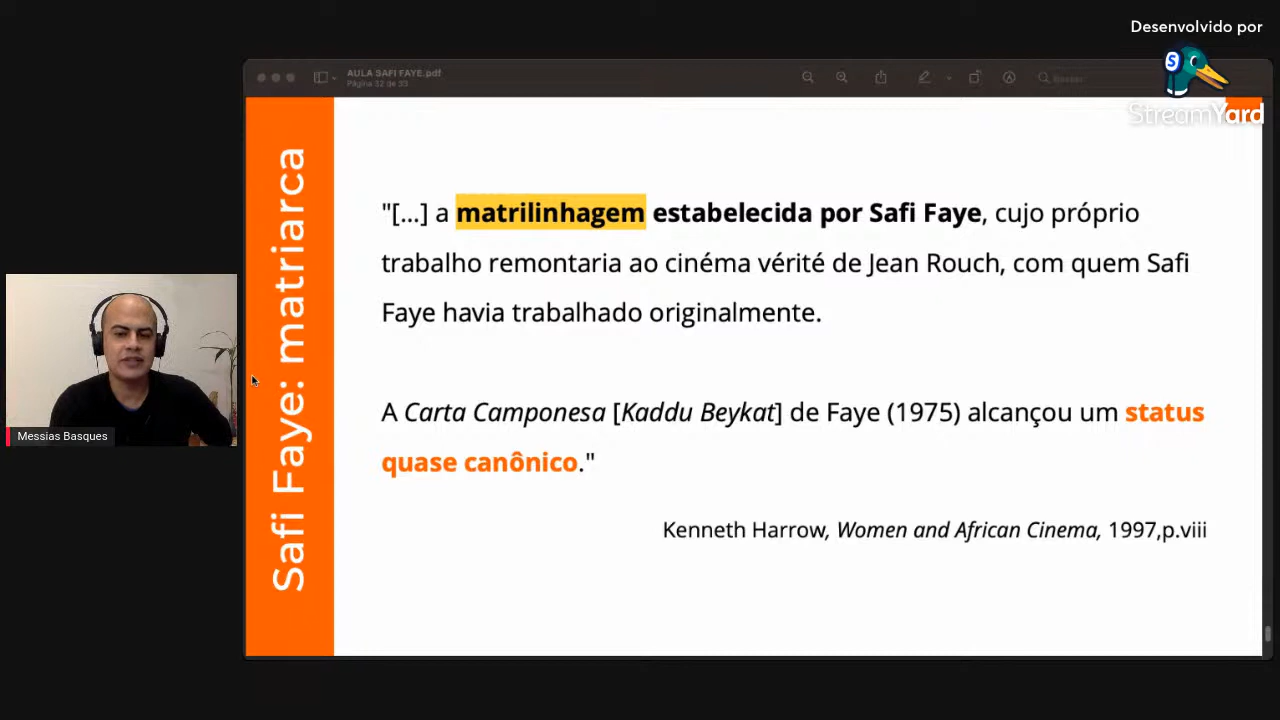 Desenvolvido por
S
StreamYard
AULA SAFI FAYE.pdf
Página 32 de 33
Buscar
Safi Faye: matriarca
"[...] a matrilinhagem estabelecida por Safi Faye, cujo próprio
trabalho remontaria ao cinéma vérité de Jean Rouch, com quem Safi
Faye havia trabalhado originalmente.
A Carta Camponesa [Kaddu Beykat] de Faye (1975) alcançou um status
quase canônico."
Kenneth Harrow, Women and African Cinema, 1997,p.viii
Messias Basques